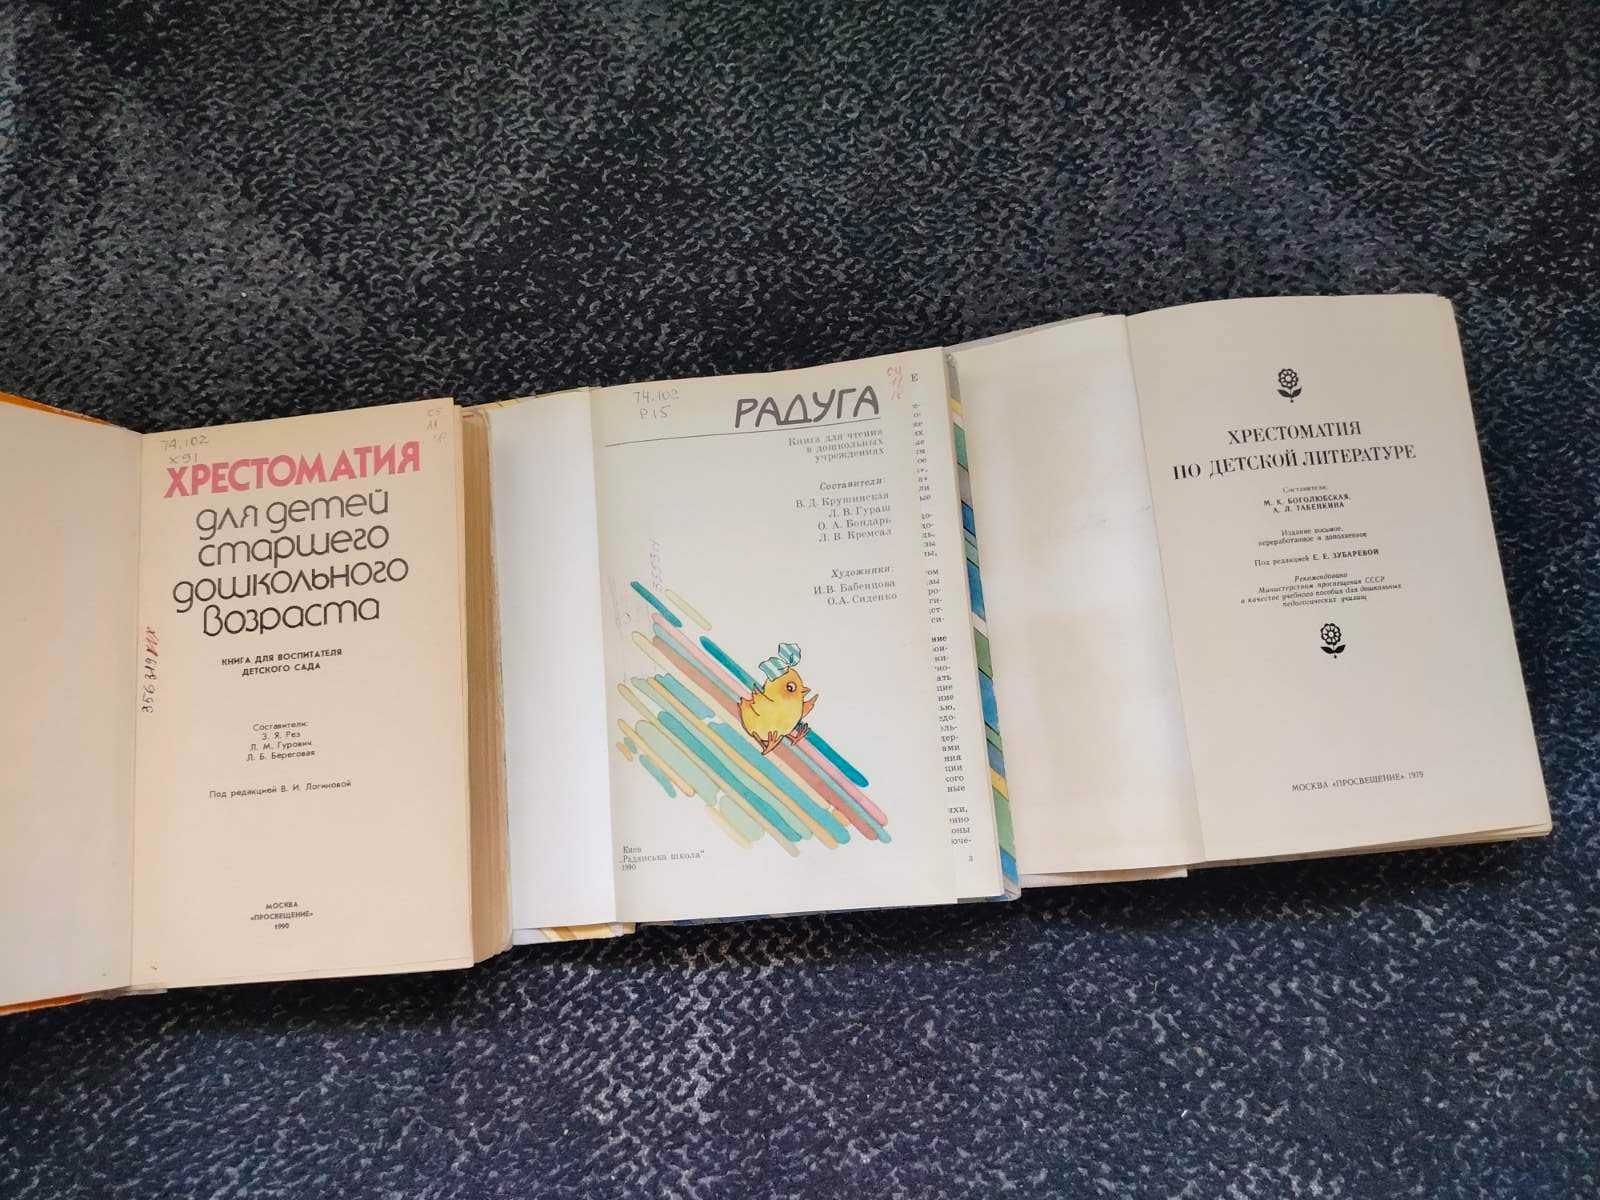 74.102
Х91
ХРЕСТОМАТИЯ
для детей
старшего
дошкольного
возраста
КНИГА ДЛЯ ВОСПИТАТЕЛЯ
ДЕТСКОГО САДА
Составители:
З. Я. Рез
Л. М. Гурович
Л. Б. Береговая
Под редакцией В. И. Логиновой
МОСКВА
«ПРОСВЕЩЕНИЕ»
1990
74.102
Р15
РАДУГА
Книга для чтения
в дошкольных
учреждениях
Составители:
В. Д. Крушинская
Л. В. Гураш
О. А. Бондарь
Л. В. Кремсал
Художники:
И.В. Бабенцова
О.А. Сиденко
Киев
„Радянська школа“
1990
3
ХРЕСТОМАТИЯ
ПО ДЕТСКОЙ ЛИТЕРАТУРЕ
Составители:
М. К. БОГОЛЮБСКАЯ,
А. Л. ТАБЕНКИНА
Издание восьмое,
переработанное и дополненное
Под редакцией Е. Е. ЗУБАРЕВОЙ
Рекомендовано
Министерством просвещения СССР
в качестве учебного пособия для дошкольных
педагогических училищ
МОСКВА «ПРОСВЕЩЕНИЕ» 1979